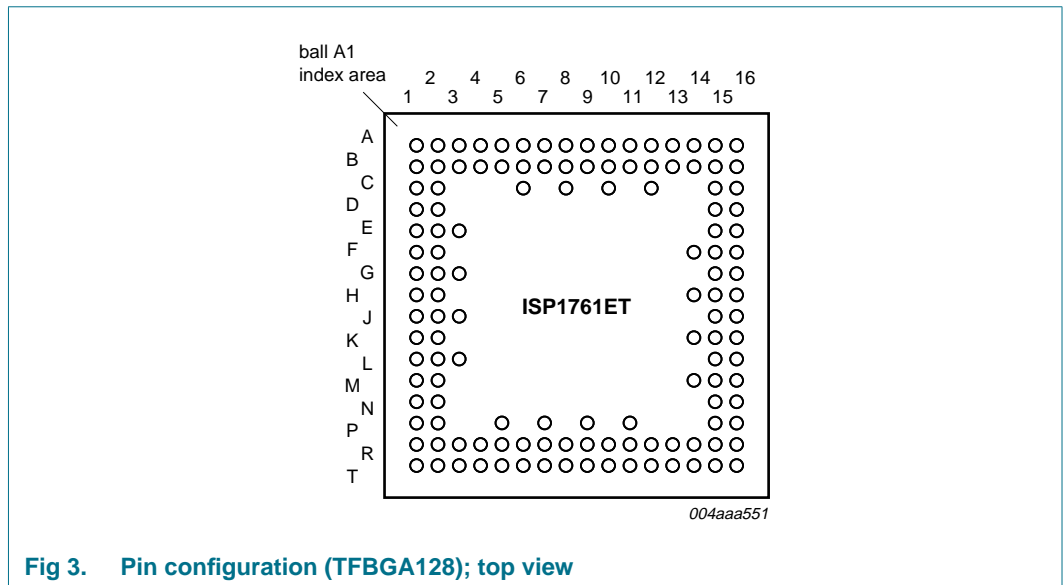 ball A1
index area
2 4 6 8 10 12 14 16
1 3 5 7 9 11 13 15
A
B
C
D
E
F
G
H
J
K
L
M
N
P
R
T
ISP1761ET
004aaa551
Fig 3. Pin configuration (TFBGA128); top view